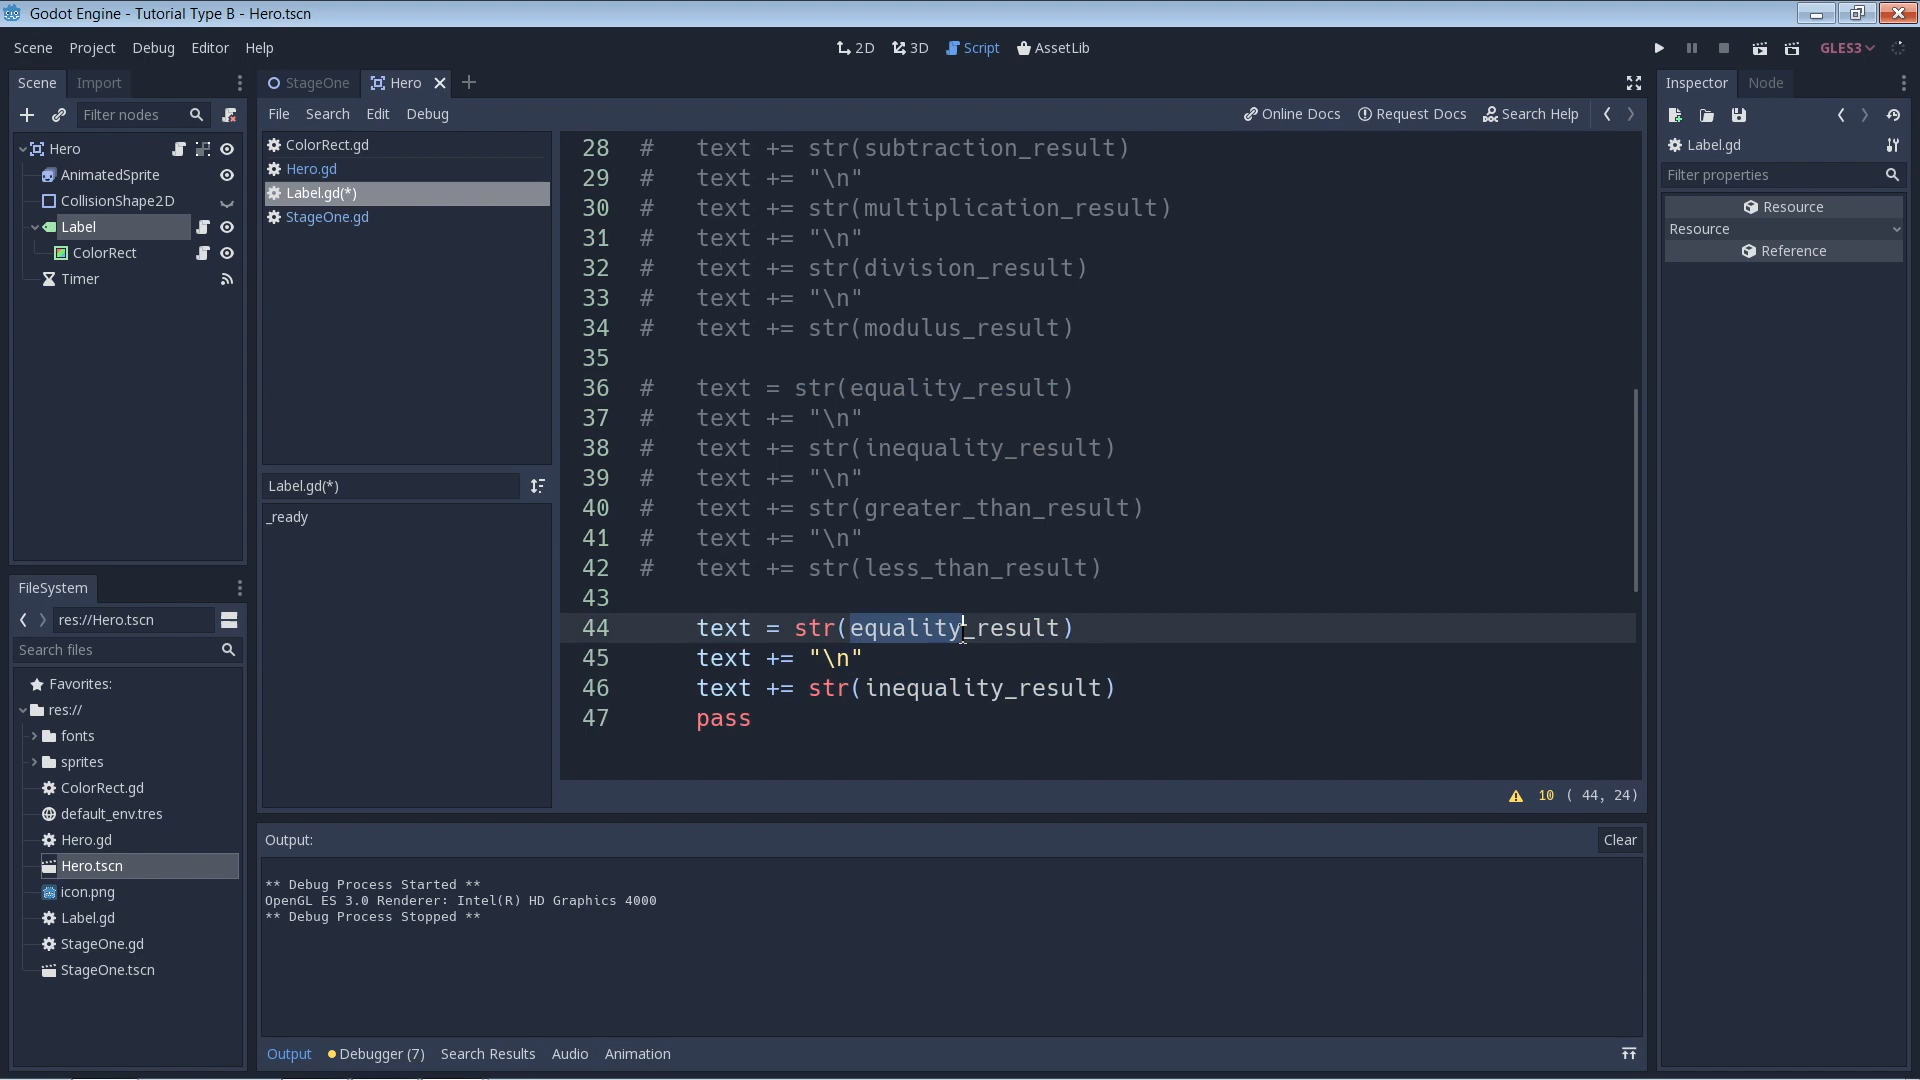 Godot Engine - Tutorial Type B - Hero.tscn
Scene Project Debug Editor Help
2D 3D Script AssetLib
GLES3
Scene Import
StageOne Hero
Inspector Node
Filter nodes
File Search Edit Debug
Online Docs Request Docs Search Help
Hero
AnimatedSprite
CollisionShape2D
Label
ColorRect
Timer
ColorRect.gd
Hero.gd
Label.gd(*)
StageOne.gd
Label.gd(*)
_ready
28 # text += str(subtraction_result)
29 # text += "\n"
30 # text += str(multiplication_result)
31 # text += "\n"
32 # text += str(division_result)
33 # text += "\n"
34 # text += str(modulus_result)
35
36 # text = str(equality_result)
37 # text += "\n"
38 # text += str(inequality_result)
39 # text += "\n"
40 # text += str(greater_than_result)
41 # text += "\n"
42 # text += str(less_than_result)
43
44 text = str(equality_result)
45 text += "\n"
46 text += str(inequality_result)
47 pass
10 ( 44, 24)
Label.gd
Filter properties
Resource
Resource
Reference
FileSystem
res://Hero.tscn
Search files
Favorites:
res://
fonts
sprites
ColorRect.gd
default_env.tres
Hero.gd
Hero.tscn
icon.png
Label.gd
StageOne.gd
StageOne.tscn
Output:
Clear
** Debug Process Started **
OpenGL ES 3.0 Renderer: Intel(R) HD Graphics 4000
** Debug Process Stopped **
Output Debugger (7) Search Results Audio Animation